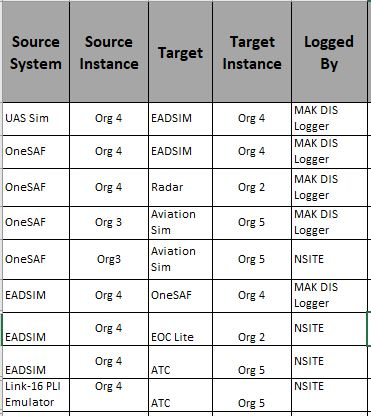 Source System Source Instance Target Target Instance Logged By
UAS Sim Org 4 EADSIM Org 4 MAK DIS Logger
OneSAF Org 4 EADSIM Org 4 MAK DIS Logger
OneSAF Org 4 Radar Org 2 MAK DIS Logger
OneSAF Org 3 Aviation Sim Org 5 MAK DIS Logger
OneSAF Org3 Aviation Sim Org 5 NSITE
EADSIM Org 4 OneSAF Org 4 MAK DIS Logger
EADSIM Org 4 EOC Lite Org 2 NSITE
EADSIM Org 4 ATC Org 5 NSITE
Link-16 PLI Emulator Org 4 ATC Org 5 NSITE